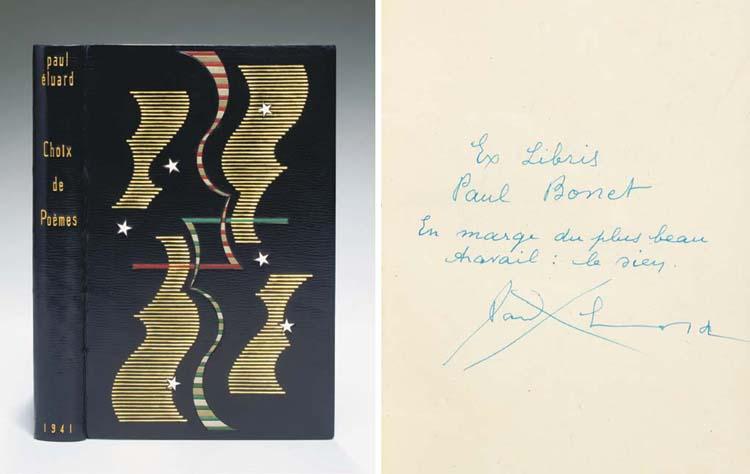 paul
éluard
Choix
de
Poèmes
1941
Ex Libris
Paul Bonet
En marge du plus beau
travail : le sien.
Paul Eluard